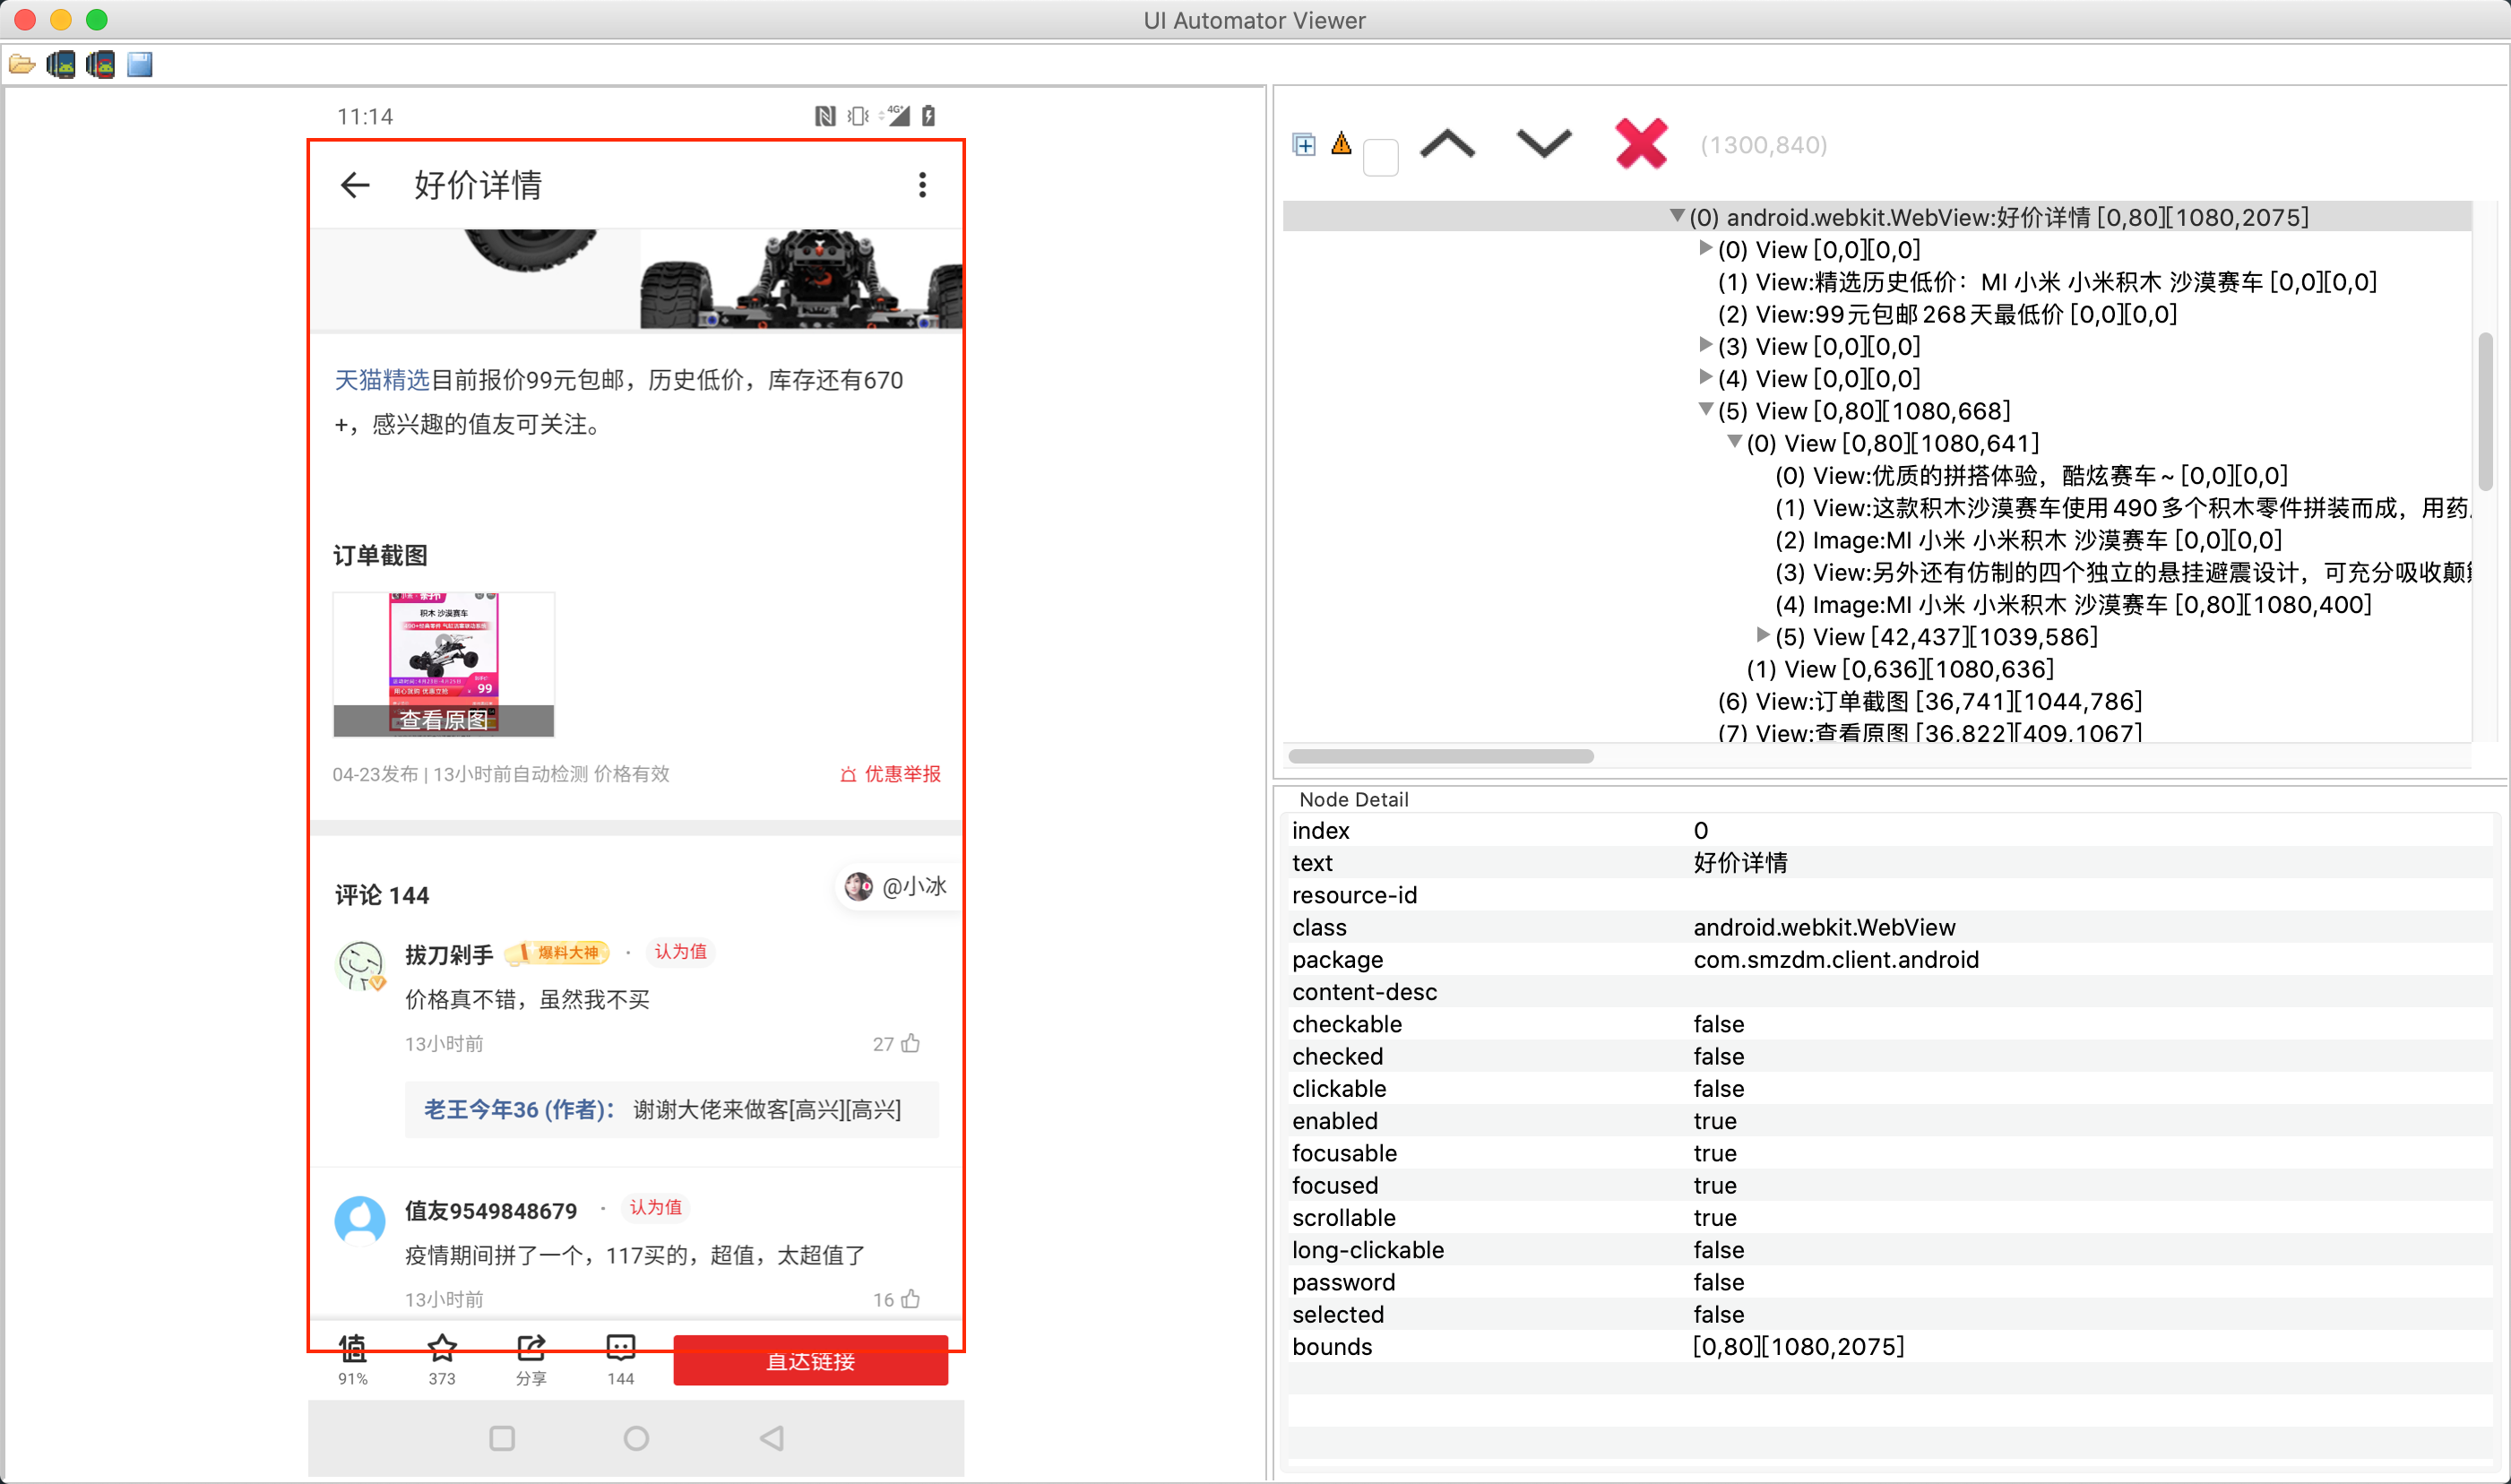 UI Automator Viewer
11:14
4G+
好价详情
天猫精选目前报价99元包邮，历史低价，库存还有670
+，感兴趣的值友可关注。
订单截图
积木 沙漠赛车
99
查看原图
04-23发布 | 13小时前自动检测 价格有效
优惠举报
评论 144
@小冰
拔刀剁手 爆料大神 · 认为值
价格真不错，虽然我不买
13小时前
27
老王今年36 (作者)： 谢谢大佬来做客[高兴][高兴]
值友9549848679 · 认为值
疫情期间拼了一个，117买的，超值，太超值了
13小时前
16
值
91%
373
分享
144
直达链接
(1300,840)
(0) android.webkit.WebView:好价详情 [0,80][1080,2075]
(0) View [0,0][0,0]
(1) View:精选历史低价：MI 小米 小米积木 沙漠赛车 [0,0][0,0]
(2) View:99元包邮268天最低价 [0,0][0,0]
(3) View [0,0][0,0]
(4) View [0,0][0,0]
(5) View [0,80][1080,668]
(0) View [0,80][1080,641]
(0) View:优质的拼搭体验，酷炫赛车~ [0,0][0,0]
(1) View:这款积木沙漠赛车使用490多个积木零件拼装而成，用药
(2) Image:MI 小米 小米积木 沙漠赛车 [0,0][0,0]
(3) View:另外还有仿制的四个独立的悬挂避震设计，可充分吸收颠
(4) Image:MI 小米 小米积木 沙漠赛车 [0,80][1080,400]
(5) View [42,437][1039,586]
(1) View [0,636][1080,636]
(6) View:订单截图 [36,741][1044,786]
(7) View:查看原图 [36,822][409,1067]
Node Detail
index 0
text 好价详情
resource-id
class android.webkit.WebView
package com.smzdm.client.android
content-desc
checkable false
checked false
clickable false
enabled true
focusable true
focused true
scrollable true
long-clickable false
password false
selected false
bounds [0,80][1080,2075]